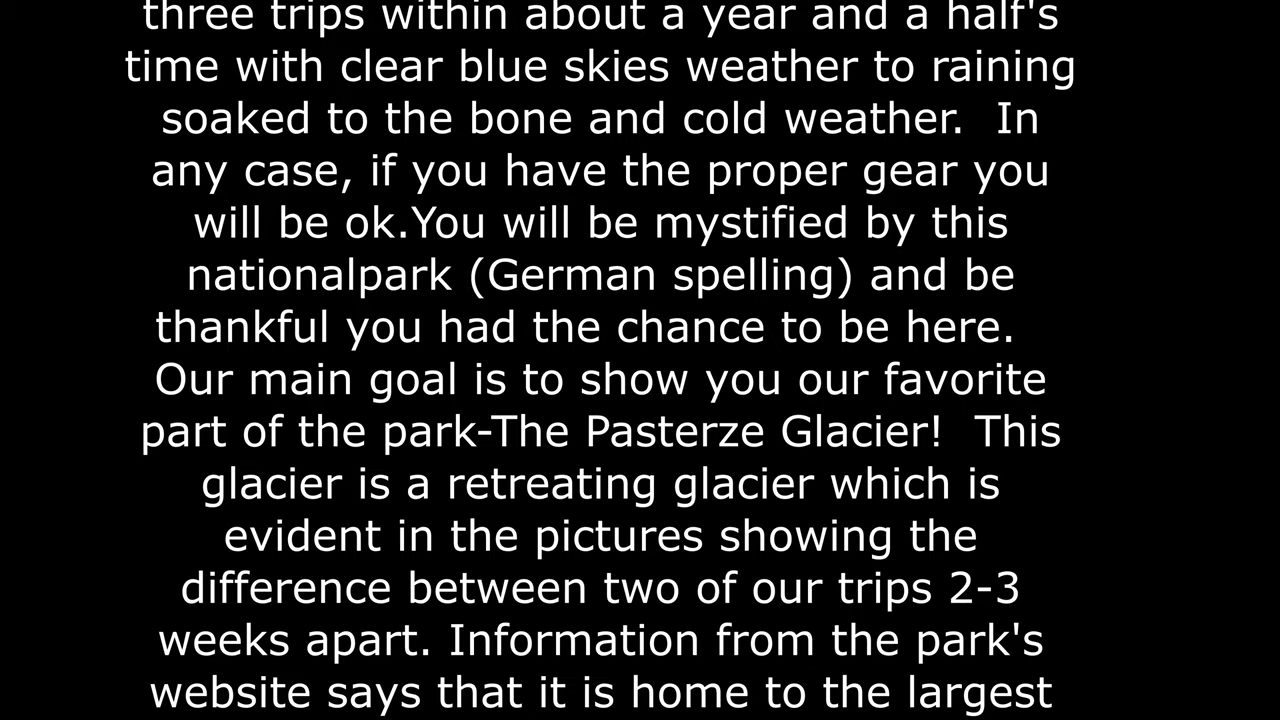 three trips within about a year and a half's
time with clear blue skies weather to raining
soaked to the bone and cold weather.  In
any case, if you have the proper gear you
will be ok.You will be mystified by this
nationalpark (German spelling) and be
thankful you had the chance to be here.
Our main goal is to show you our favorite
part of the park-The Pasterze Glacier!  This
glacier is a retreating glacier which is
evident in the pictures showing the
difference between two of our trips 2-3
weeks apart. Information from the park's
website says that it is home to the largest